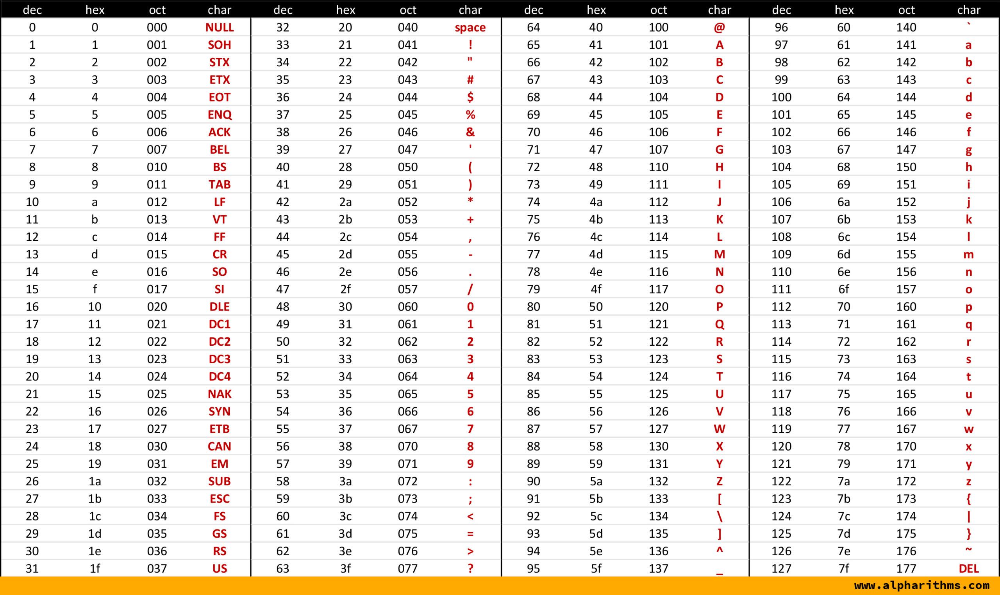 dec hex oct char dec hex oct char dec hex oct char dec hex oct char
0 0 000 NULL 32 20 040 space 64 40 100 @ 96 60 140 `
1 1 001 SOH 33 21 041 ! 65 41 101 A 97 61 141 a
2 2 002 STX 34 22 042 " 66 42 102 B 98 62 142 b
3 3 003 ETX 35 23 043 # 67 43 103 C 99 63 143 c
4 4 004 EOT 36 24 044 $ 68 44 104 D 100 64 144 d
5 5 005 ENQ 37 25 045 % 69 45 105 E 101 65 145 e
6 6 006 ACK 38 26 046 & 70 46 106 F 102 66 146 f
7 7 007 BEL 39 27 047 ' 71 47 107 G 103 67 147 g
8 8 010 BS 40 28 050 ( 72 48 110 H 104 68 150 h
9 9 011 TAB 41 29 051 ) 73 49 111 I 105 69 151 i
10 a 012 LF 42 2a 052 * 74 4a 112 J 106 6a 152 j
11 b 013 VT 43 2b 053 + 75 4b 113 K 107 6b 153 k
12 c 014 FF 44 2c 054 , 76 4c 114 L 108 6c 154 l
13 d 015 CR 45 2d 055 - 77 4d 115 M 109 6d 155 m
14 e 016 SO 46 2e 056 . 78 4e 116 N 110 6e 156 n
15 f 017 SI 47 2f 057 / 79 4f 117 O 111 6f 157 o
16 10 020 DLE 48 30 060 0 80 50 120 P 112 70 160 p
17 11 021 DC1 49 31 061 1 81 51 121 Q 113 71 161 q
18 12 022 DC2 50 32 062 2 82 52 122 R 114 72 162 r
19 13 023 DC3 51 33 063 3 83 53 123 S 115 73 163 s
20 14 024 DC4 52 34 064 4 84 54 124 T 116 74 164 t
21 15 025 NAK 53 35 065 5 85 55 125 U 117 75 165 u
22 16 026 SYN 54 36 066 6 86 56 126 V 118 76 166 v
23 17 027 ETB 55 37 067 7 87 57 127 W 119 77 167 w
24 18 030 CAN 56 38 070 8 88 58 130 X 120 78 170 x
25 19 031 EM 57 39 071 9 89 59 131 Y 121 79 171 y
26 1a 032 SUB 58 3a 072 : 90 5a 132 Z 122 7a 172 z
27 1b 033 ESC 59 3b 073 ; 91 5b 133 [ 123 7b 173 {
28 1c 034 FS 60 3c 074 < 92 5c 134 \ 124 7c 174 |
29 1d 035 GS 61 3d 075 = 93 5d 135 ] 125 7d 175 }
30 1e 036 RS 62 3e 076 > 94 5e 136 ^ 126 7e 176 ~
31 1f 037 US 63 3f 077 ? 95 5f 137 _ 127 7f 177 DEL
www.alpharithms.com